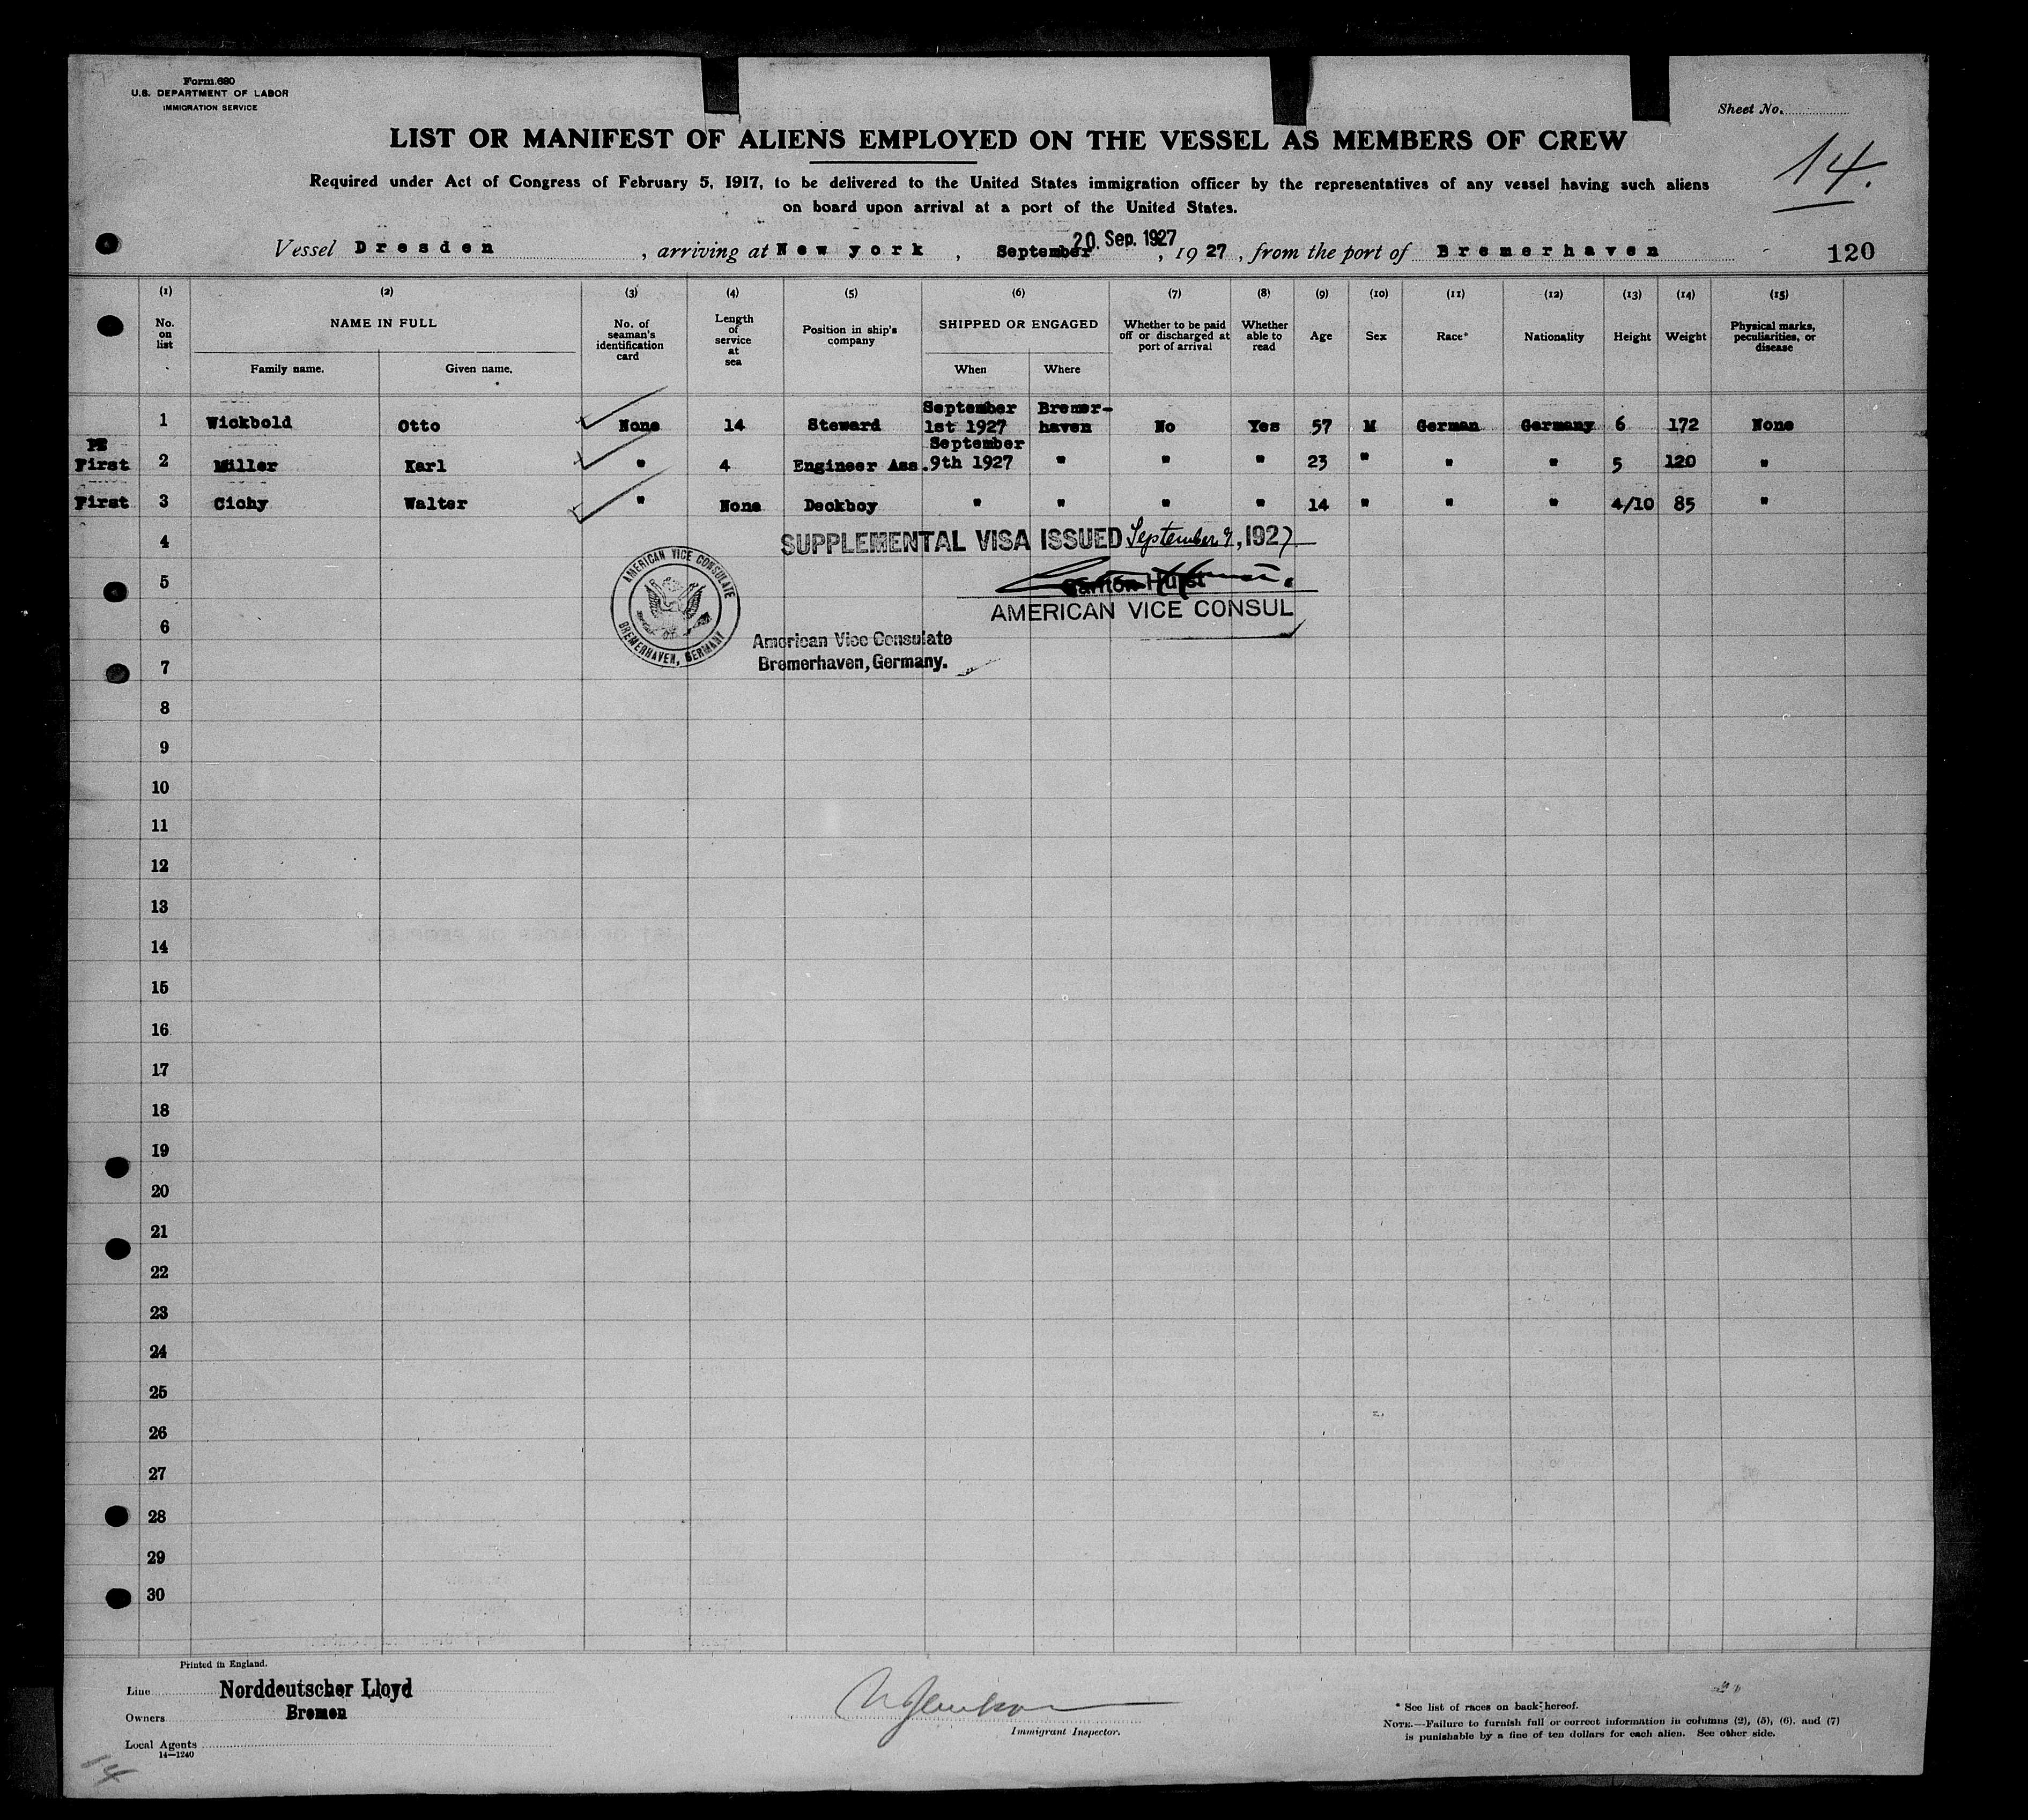 Form 680
U.S. DEPARTMENT OF LABOR
IMMIGRATION SERVICE
Sheet No.
14.
LIST OR MANIFEST OF ALIENS EMPLOYED ON THE VESSEL AS MEMBERS OF CREW
Required under Act of Congress of February 5, 1917, to be delivered to the United States immigration officer by the representatives of any vessel having such aliens
on board upon arrival at a port of the United States.
20. Sep. 1927
Vessel Dresden, arriving at New york, September, 1927, from the port of Bremerhaven 120
(1) (2) (3) (4) (5) (6) (7) (8) (9) (10) (11) (12) (13) (14) (15)
No. on list NAME IN FULL Family name. Given name. No. of seaman's identification card Length of service at sea Position in ship's company SHIPPED OR ENGAGED When Where Whether to be paid off or discharged at port of arrival Whether able to read Age Sex Race* Nationality Height Weight Physical marks, peculiarities, or disease
1 Wickbold Otto None 14 Steward September 1st 1927 Bremer-haven No Yes 57 M German Germany 6 172 None
PS First 2 Miller Karl " 4 Engineer Ass. September 9th 1927 " " " 23 " " " 5 120 "
First 3 Cichy Walter " None Deckboy " " " " 14 " " " 4/10 85 "
4
SUPPLEMENTAL VISA ISSUED September 9, 1927
5
AMERICAN VICE CONSULATE
BREMERHAVEN, GERMANY
Carlton Hurst
AMERICAN VICE CONSUL
6
American Vice Consulate
Bremerhaven, Germany.
7
8
9
10
11
12
13
14
15
16
17
18
19
20
21
22
23
24
25
26
27
28
29
30
Printed in England.
Line Norddeutscher Lloyd
Owners Bremen
Local Agents
14—1240
14
Immigrant Inspector.
* See list of races on back hereof.
NOTE.—Failure to furnish full or correct information in columns (2), (5), (6), and (7)
is punishable by a fine of ten dollars for each alien. See other side.